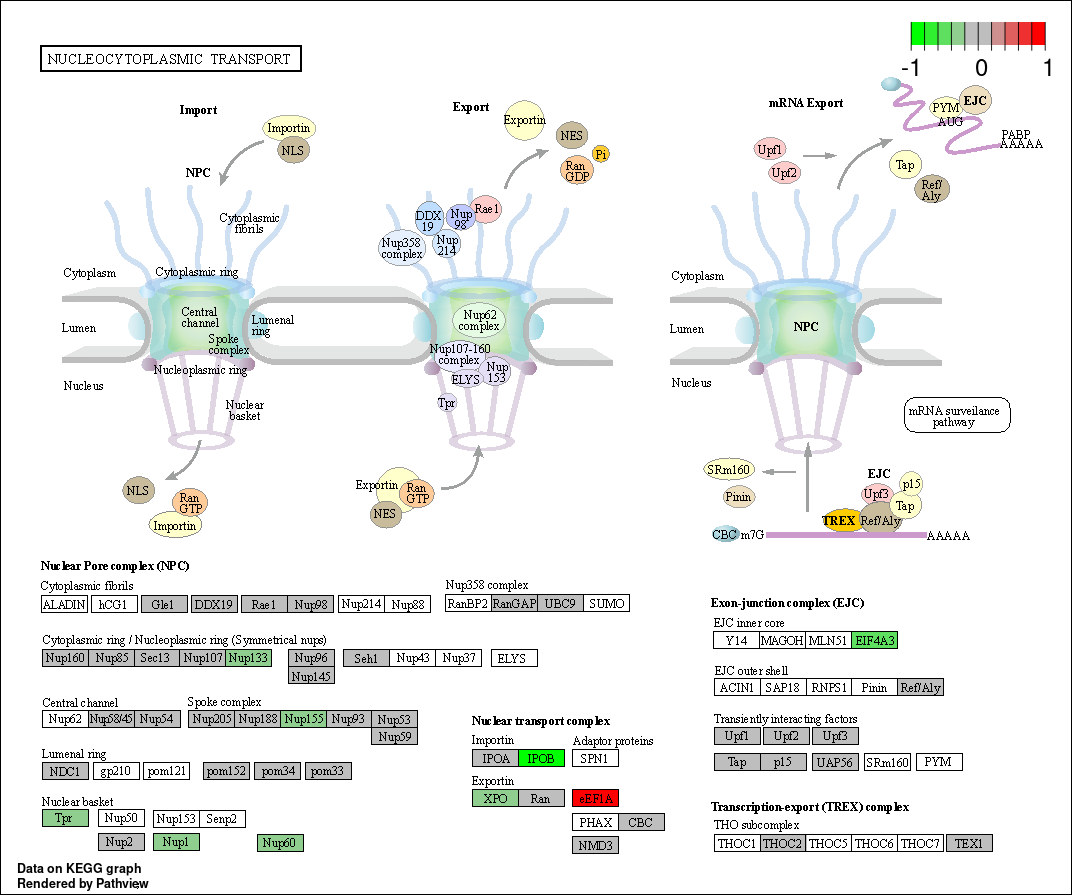 NUCLEOCYTOPLASMIC TRANSPORT
-1 0 1
Import
Importin
NLS
NPC
Cytoplasmic
fibrils
Cytoplasm
Cytoplasmic ring
Central
channel
Lumenal
ring
Lumen
Spoke
complex
Nucleoplasmic ring
Nucleus
Nuclear
basket
NLS
Ran
GTP
Importin
Export
Exportin
NES
Pi
Ran
GDP
DDX
19
Nup
98
Rae1
Nup358
complex
Nup
214
Nup62
complex
Nup107-160
complex
Nup
153
ELYS
Tpr
Exportin
Ran
GTP
NES
mRNA Export
PYM
EJC
AUG
PABP
AAAAA
Upf1
Upf2
Tap
Ref/
Aly
Cytoplasm
Lumen
NPC
Nucleus
mRNA surveilance
pathway
SRm160
Pinin
EJC
Upf3
p15
Tap
TREX
Ref/Aly
CBC
m7G
AAAAA
Nuclear Pore complex (NPC)
Cytoplasmic fibrils
ALADIN hCG1 Gle1 DDX19 Rae1 Nup98 Nup214 Nup88
Nup358 complex
RanBP2 RanGAP UBC9 SUMO
Cytoplasmic ring / Nucleoplasmic ring (Symmetrical nups)
Nup160 Nup85 Sec13 Nup107 Nup133 Nup96 Seh1 Nup43 Nup37 ELYS
Nup145
Central channel
Nup62 Nup58/45 Nup54
Spoke complex
Nup205 Nup188 Nup155 Nup93 Nup53
Nup59
Lumenal ring
NDC1 gp210 pom121 pom152 pom34 pom33
Nuclear basket
Tpr Nup50 Nup153 Senp2
Nup2 Nup1 Nup60
Nuclear transport complex
Importin
IPOA IPOB
Adaptor proteins
SPN1
Exportin
XPO Ran eEF1A
PHAX CBC
NMD3
Exon-junction complex (EJC)
EJC inner core
Y14 MAGOH MLN51 EIF4A3
EJC outer shell
ACIN1 SAP18 RNPS1 Pinin Ref/Aly
Transiently interacting factors
Upf1 Upf2 Upf3
Tap p15 UAP56 SRm160 PYM
Transcription-export (TREX) complex
THO subcomplex
THOC1 THOC2 THOC5 THOC6 THOC7 TEX1
Data on KEGG graph
Rendered by Pathview